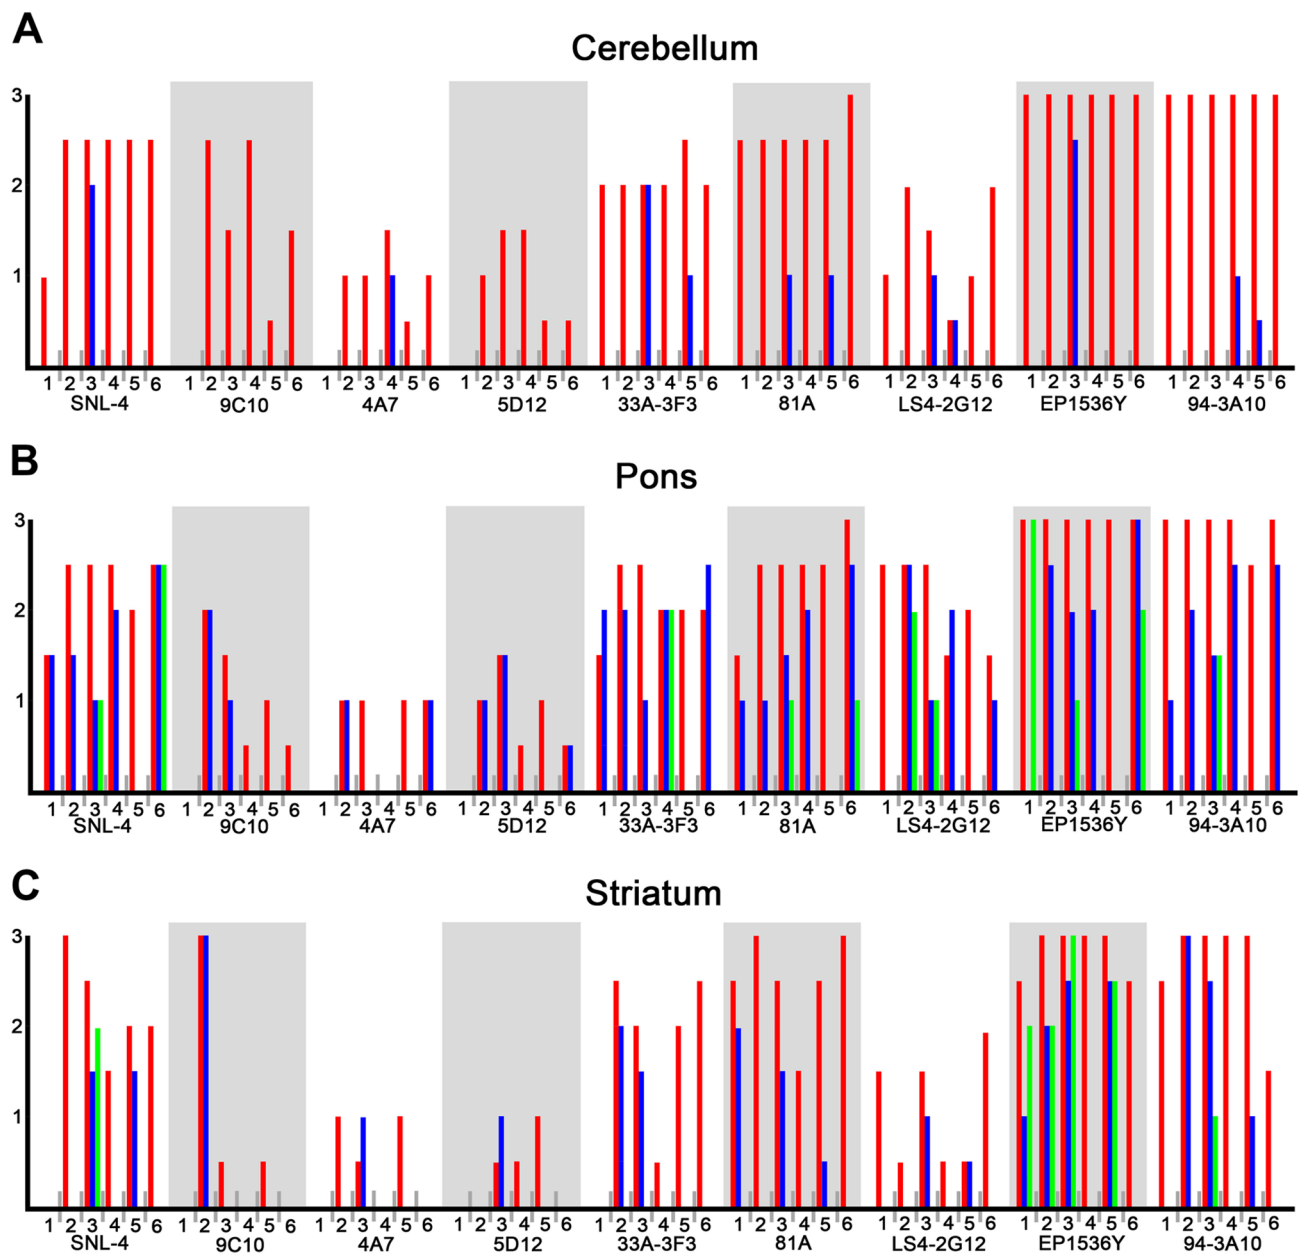 A
Cerebellum
3
2
1
1 2 3 4 5 6 1 2 3 4 5 6 1 2 3 4 5 6 1 2 3 4 5 6 1 2 3 4 5 6 1 2 3 4 5 6 1 2 3 4 5 6 1 2 3 4 5 6 1 2 3 4 5 6
SNL-4 9C10 4A7 5D12 33A-3F3 81A LS4-2G12 EP1536Y 94-3A10
B
Pons
3
2
1
1 2 3 4 5 6 1 2 3 4 5 6 1 2 3 4 5 6 1 2 3 4 5 6 1 2 3 4 5 6 1 2 3 4 5 6 1 2 3 4 5 6 1 2 3 4 5 6 1 2 3 4 5 6
SNL-4 9C10 4A7 5D12 33A-3F3 81A LS4-2G12 EP1536Y 94-3A10
C
Striatum
3
2
1
1 2 3 4 5 6 1 2 3 4 5 6 1 2 3 4 5 6 1 2 3 4 5 6 1 2 3 4 5 6 1 2 3 4 5 6 1 2 3 4 5 6 1 2 3 4 5 6 1 2 3 4 5 6
SNL-4 9C10 4A7 5D12 33A-3F3 81A LS4-2G12 EP1536Y 94-3A10